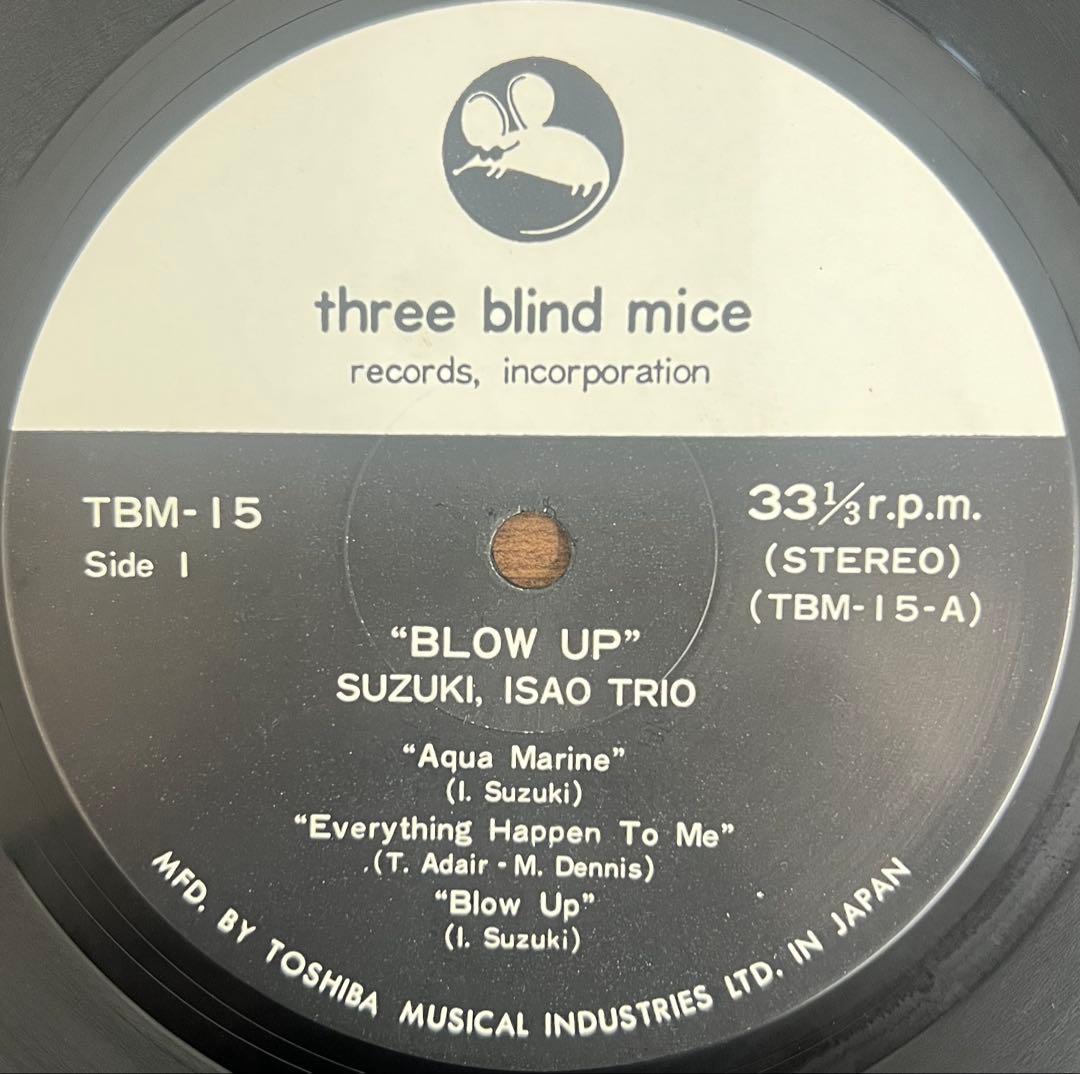 three blind mice
records, incorporation
TBM-15
Side 1
33⅓ r.p.m.
(STEREO)
(TBM-15-A)
“BLOW UP”
SUZUKI, ISAO TRIO
“Aqua Marine”
(I. Suzuki)
“Everything Happen To Me”
(T. Adair - M. Dennis)
“Blow Up”
(I. Suzuki)
MFD. BY TOSHIBA MUSICAL INDUSTRIES LTD. IN JAPAN